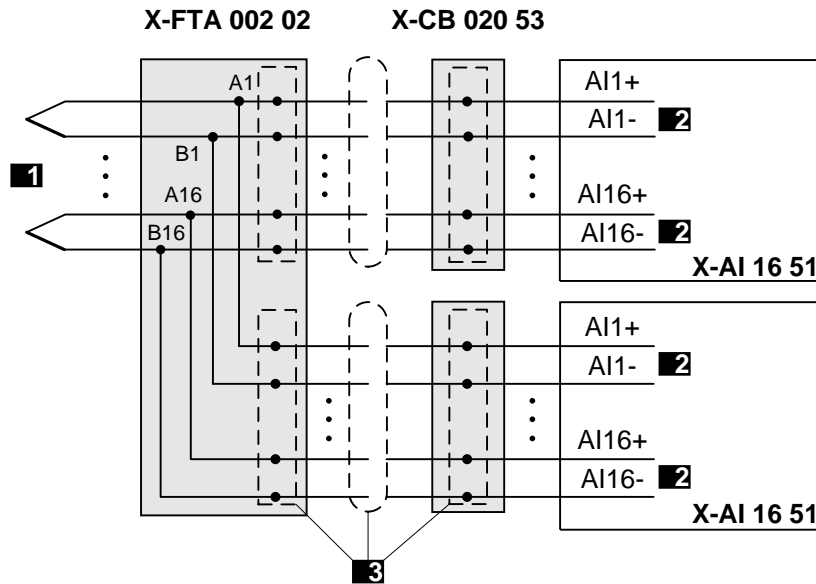 X-FTA 002 02 X-CB 020 53
A1 AI1+
AI1- 2
B1
1
A16 AI16+
B16 AI16- 2
X-AI 16 51
AI1+
AI1- 2
AI16+
AI16- 2
X-AI 16 51
3